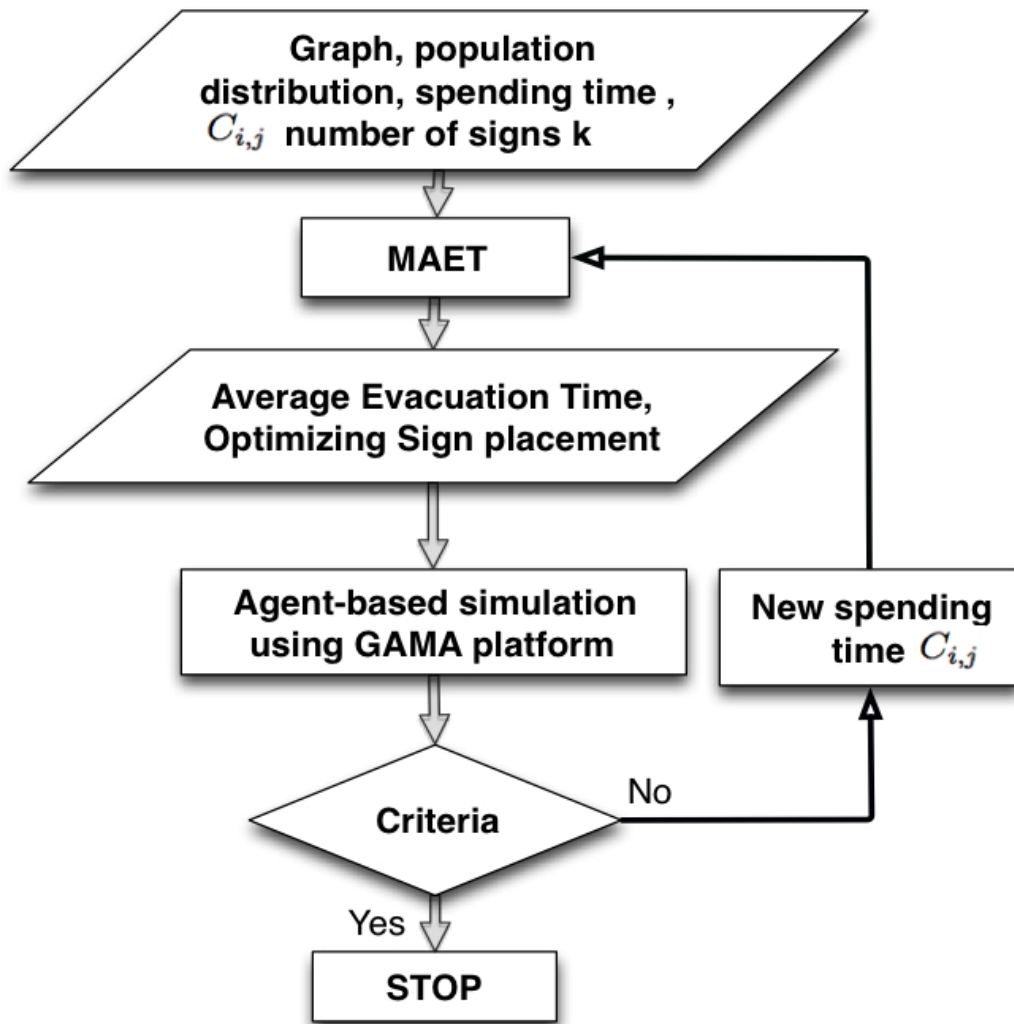 Graph, population
distribution, spending time ,
C_{i,j} number of signs k
MAET
Average Evacuation Time,
Optimizing Sign placement
Agent-based simulation
using GAMA platform
New spending
time C_{i,j}
Criteria
No
Yes
STOP